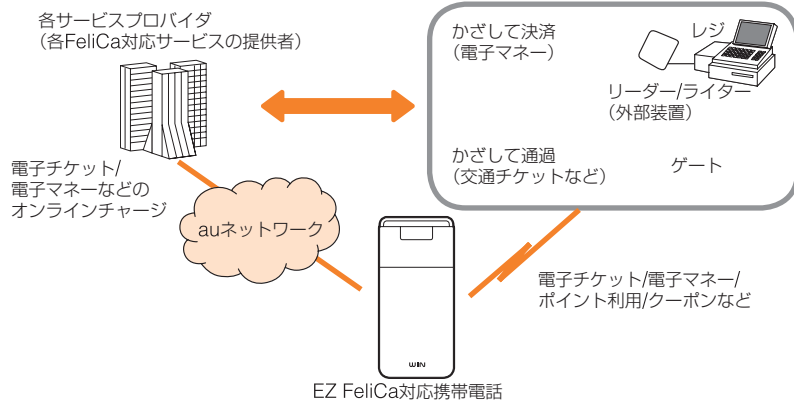 各サービスプロバイダ
（各FeliCa対応サービスの提供者）
かざして決済
（電子マネー）
レジ
リーダー/ライター
（外部装置）
かざして通過
（交通チケットなど）
ゲート
電子チケット/
電子マネーなどの
オンラインチャージ
auネットワーク
電子チケット/電子マネー/
ポイント利用/クーポンなど
WIN
EZ FeliCa対応携帯電話